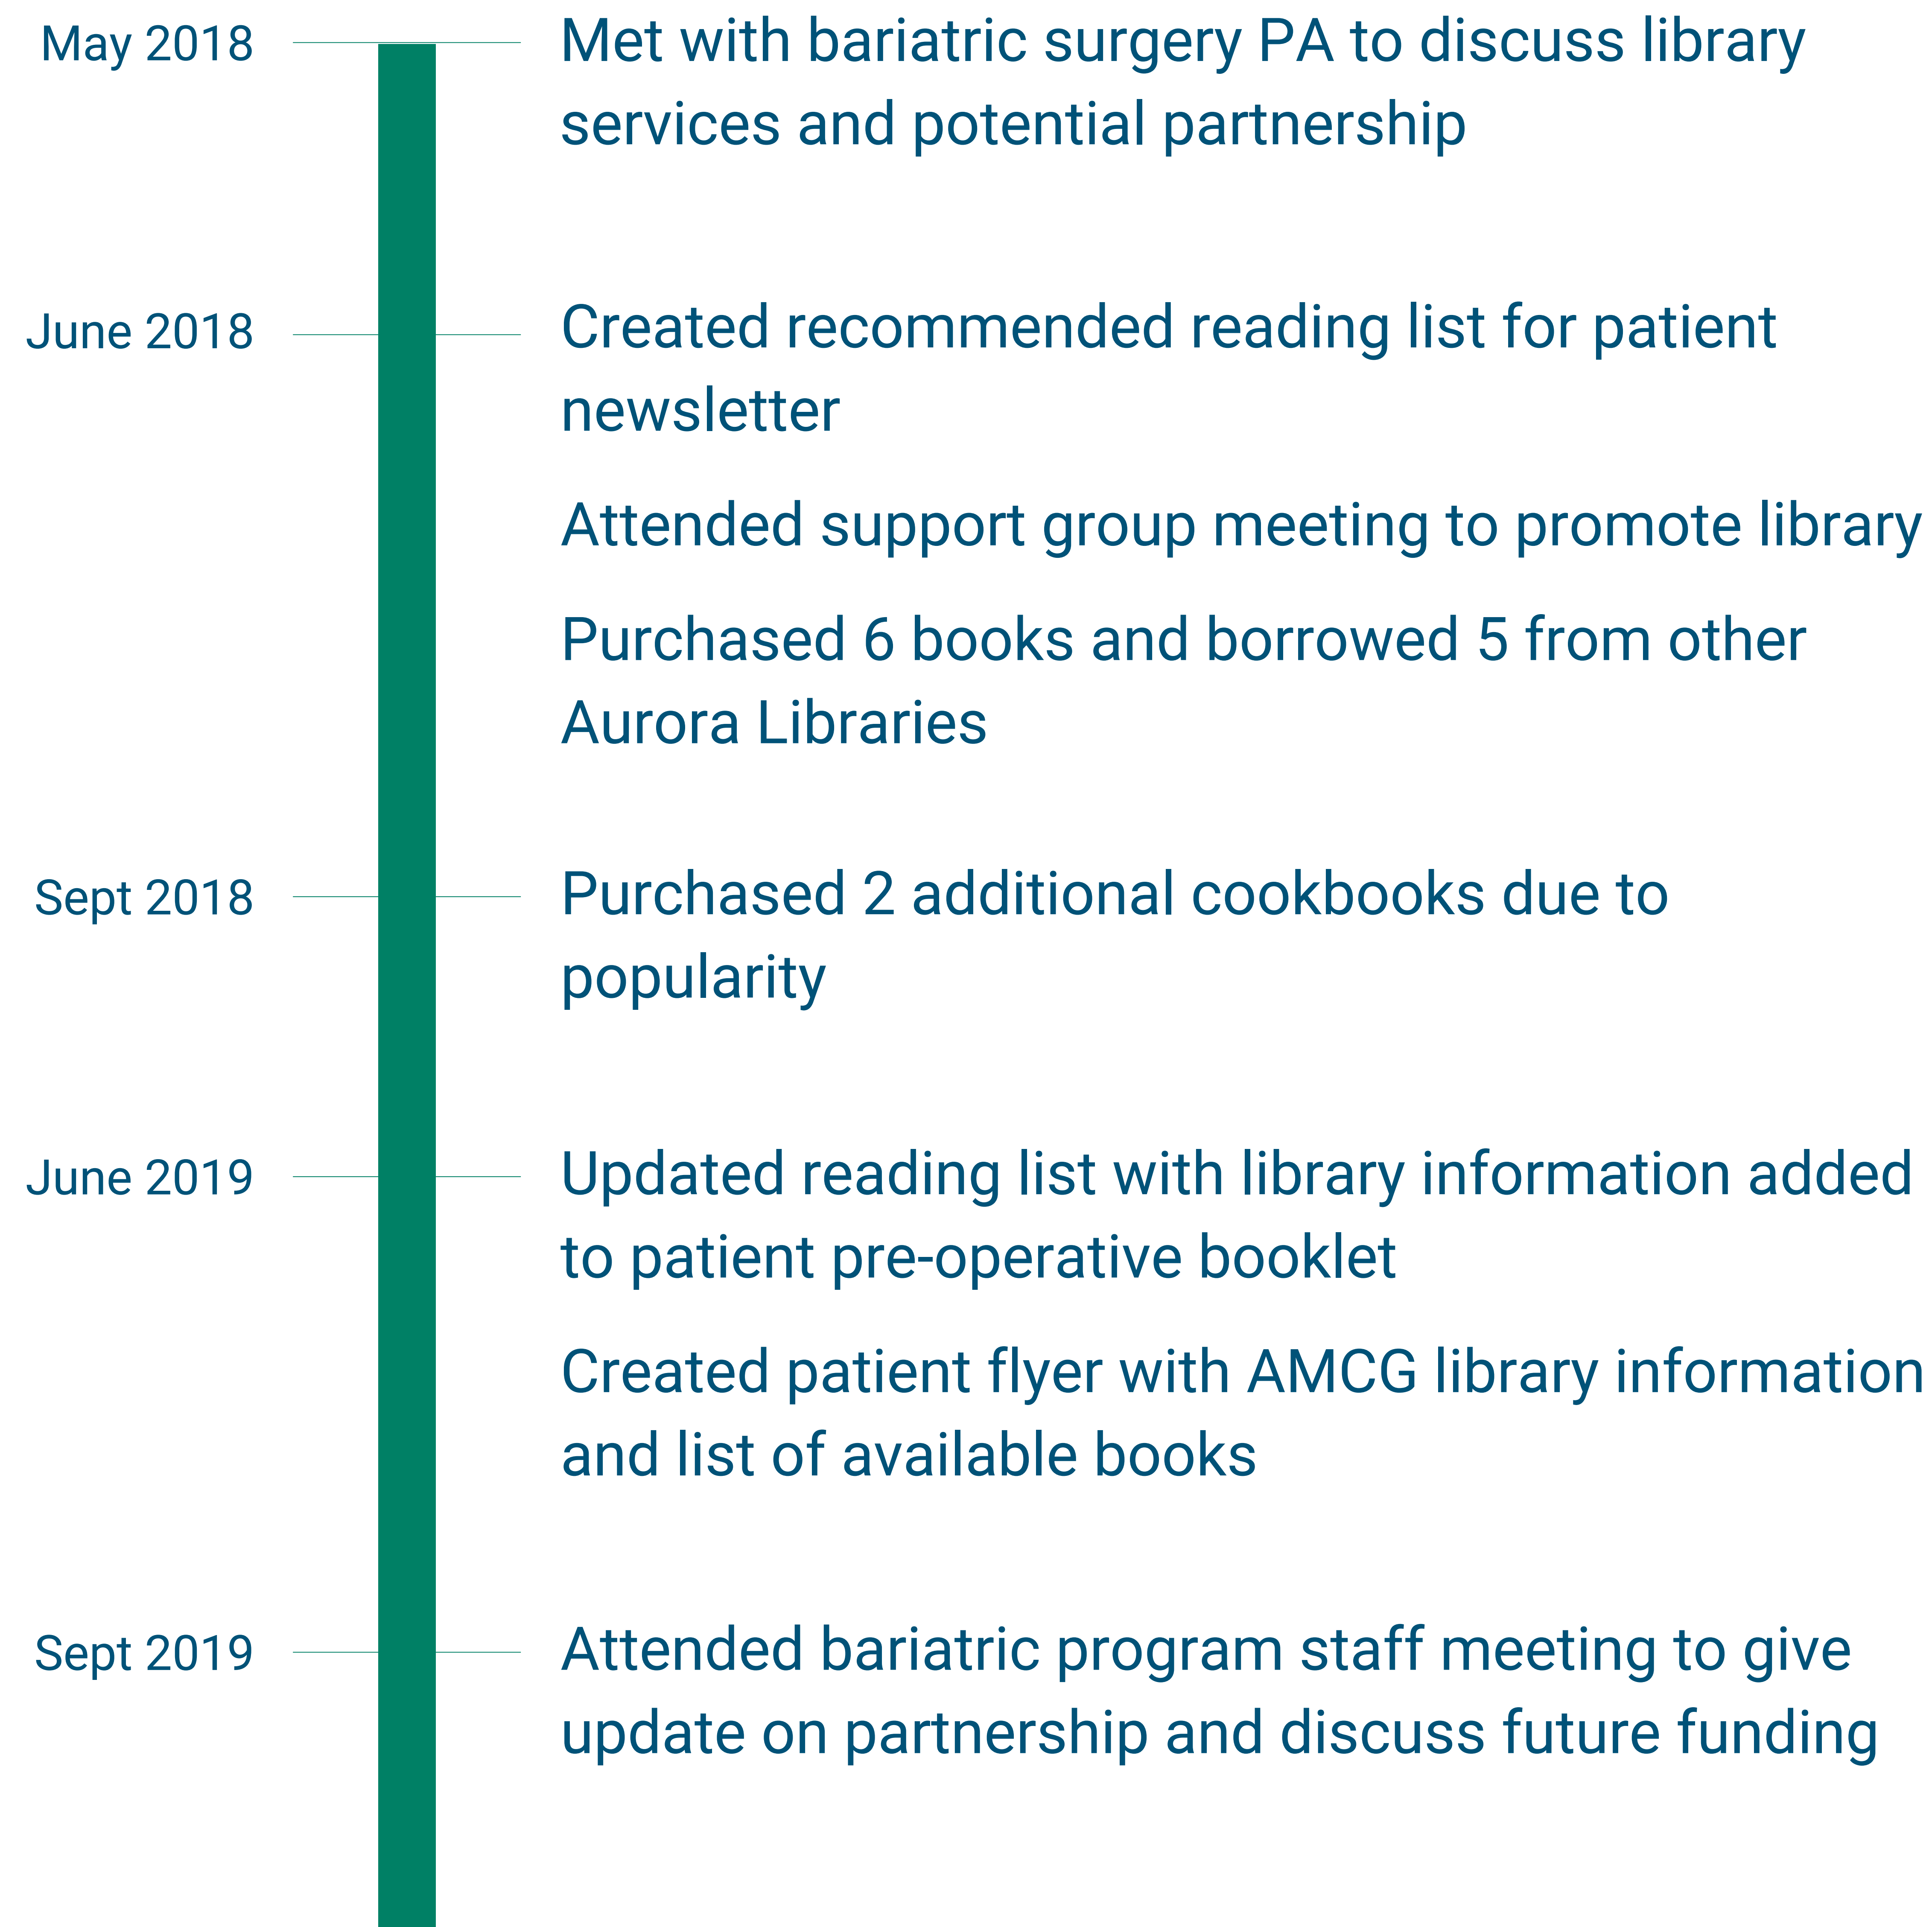 May 2018
Met with bariatric surgery PA to discuss library
services and potential partnership
June 2018
Created recommended reading list for patient
newsletter
Attended support group meeting to promote library
Purchased 6 books and borrowed 5 from other
Aurora Libraries
Sept 2018
Purchased 2 additional cookbooks due to
popularity
June 2019
Updated reading list with library information added
to patient pre-operative booklet
Created patient flyer with AMCG library information
and list of available books
Sept 2019
Attended bariatric program staff meeting to give
update on partnership and discuss future funding